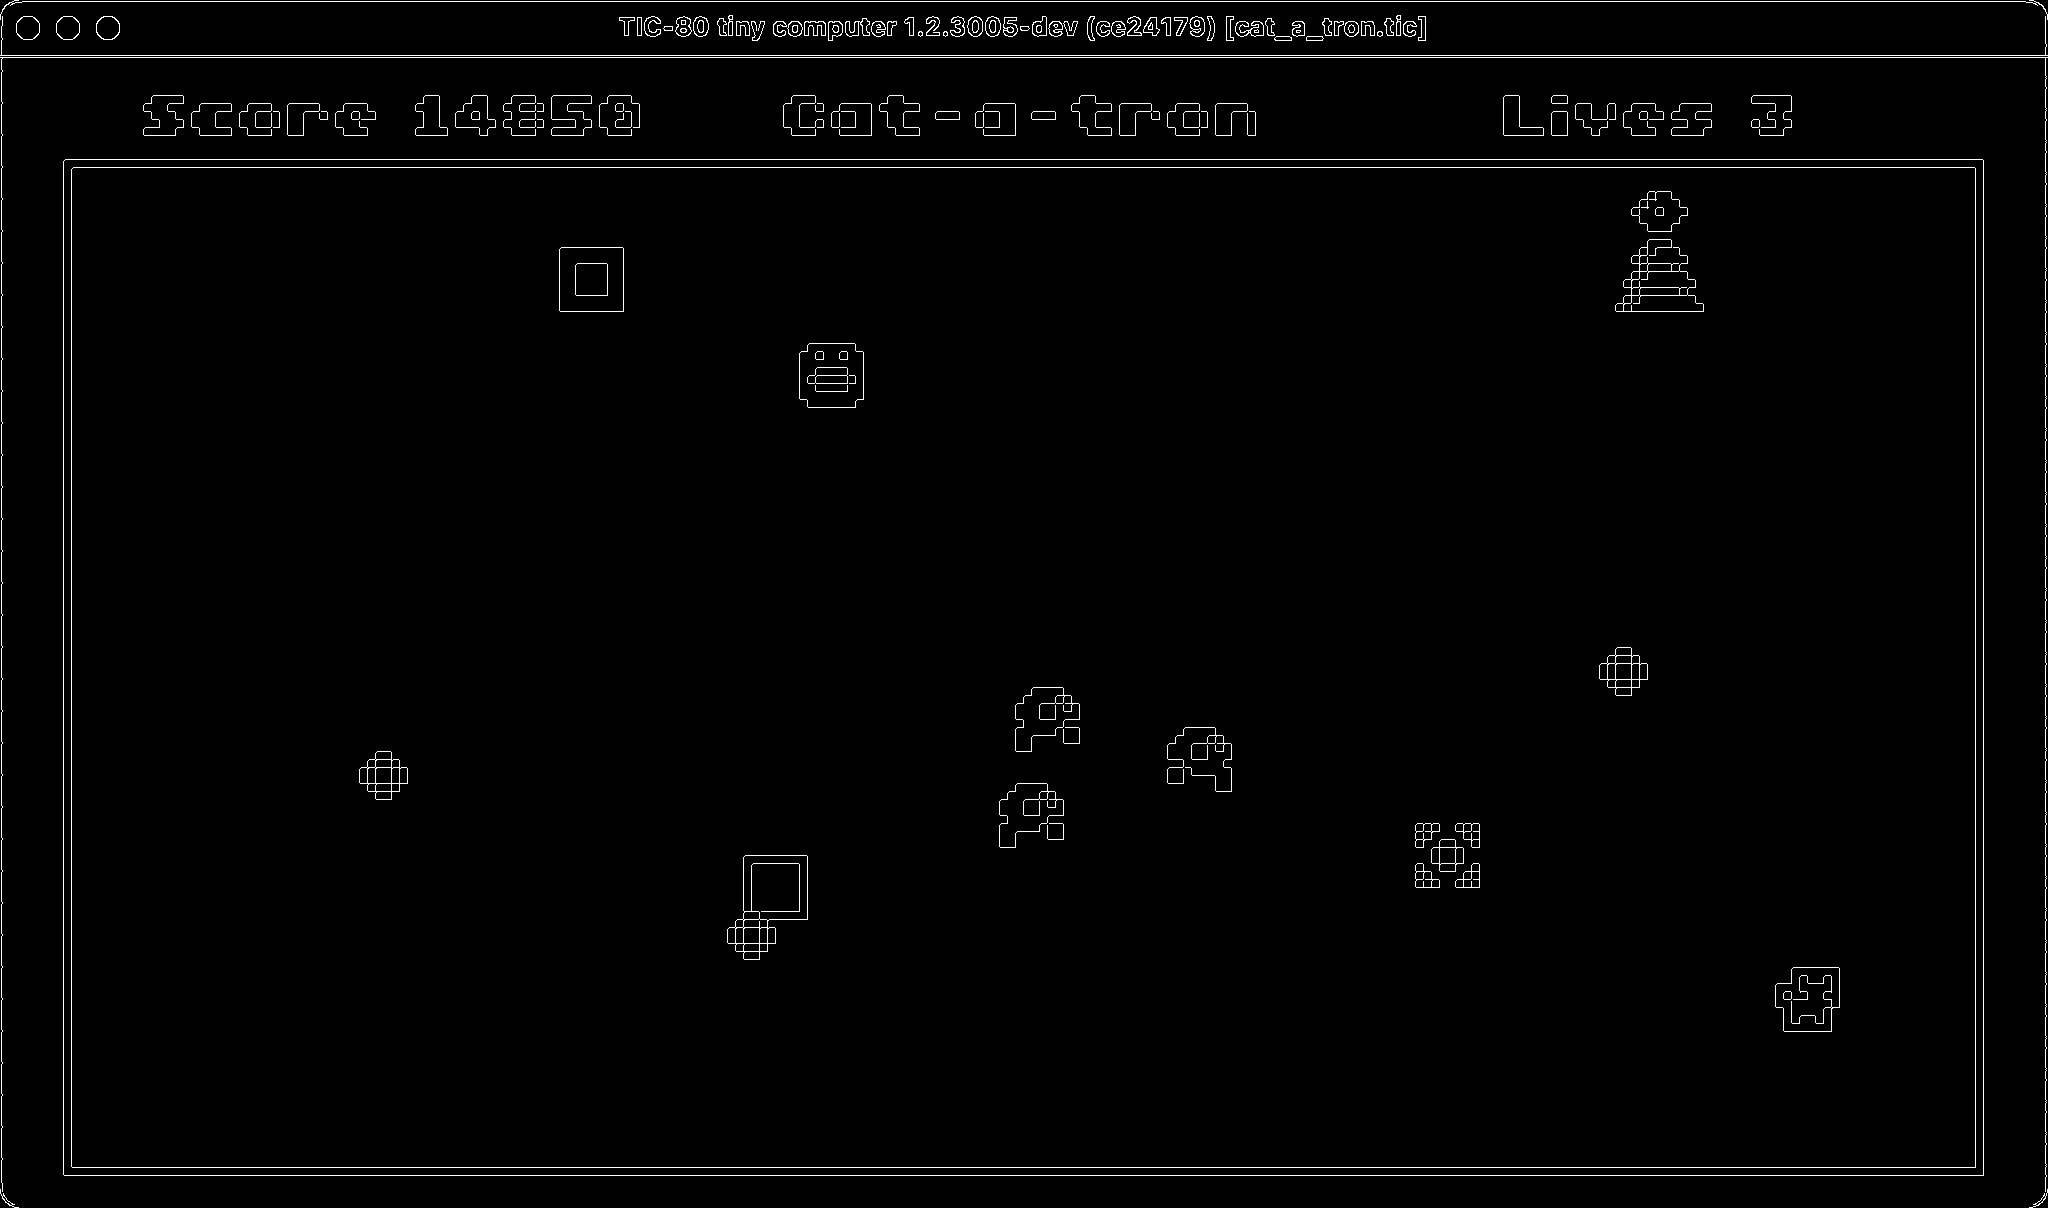 TIC-80 tiny computer 1.2.3005-dev (ce24179) [cat_a_tron.tic]
Score 14850 Cat-a-tron Lives 3